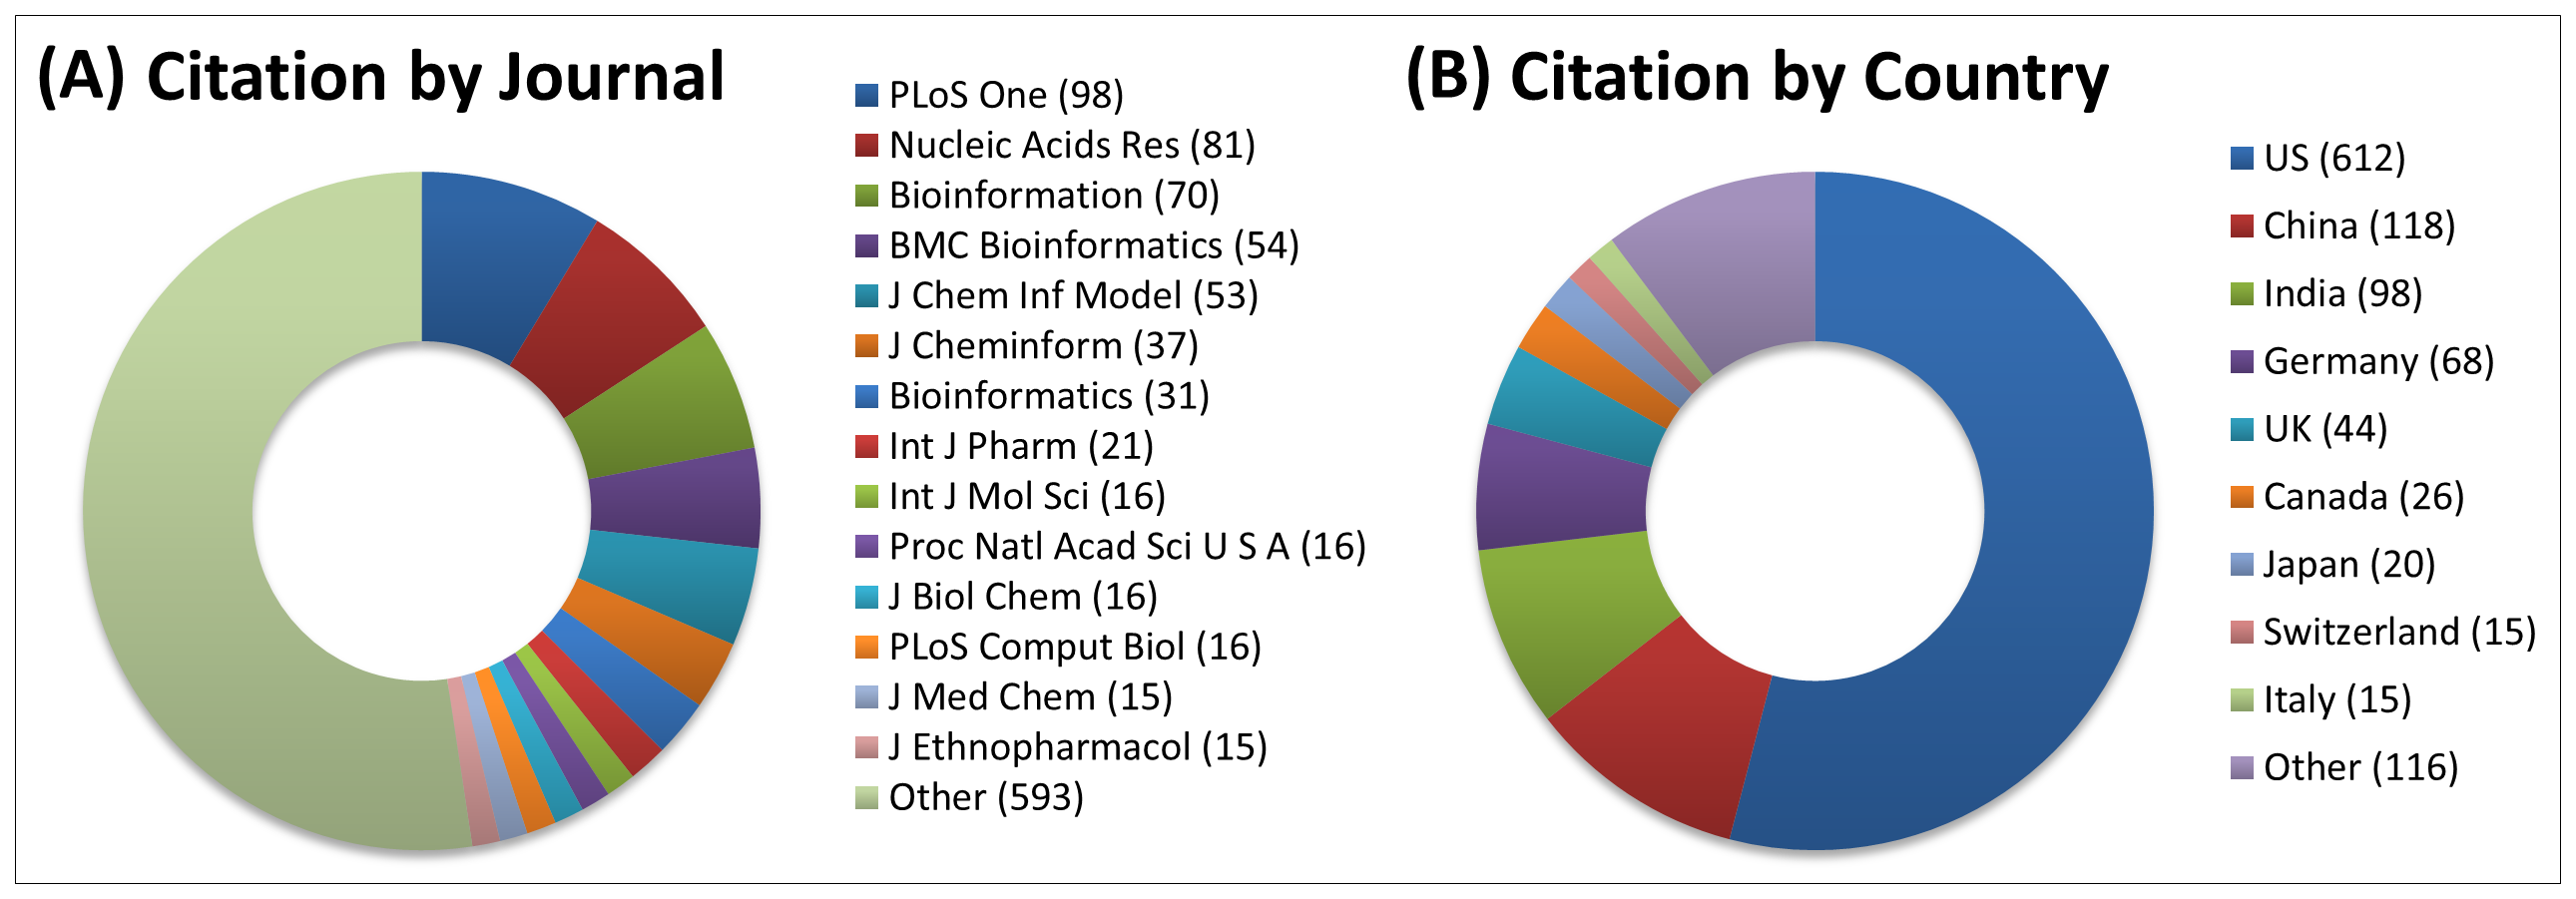 (A) Citation by Journal
PLoS One (98)
Nucleic Acids Res (81)
Bioinformation (70)
BMC Bioinformatics (54)
J Chem Inf Model (53)
J Cheminform (37)
Bioinformatics (31)
Int J Pharm (21)
Int J Mol Sci (16)
Proc Natl Acad Sci U S A (16)
J Biol Chem (16)
PLoS Comput Biol (16)
J Med Chem (15)
J Ethnopharmacol (15)
Other (593)
(B) Citation by Country
US (612)
China (118)
India (98)
Germany (68)
UK (44)
Canada (26)
Japan (20)
Switzerland (15)
Italy (15)
Other (116)